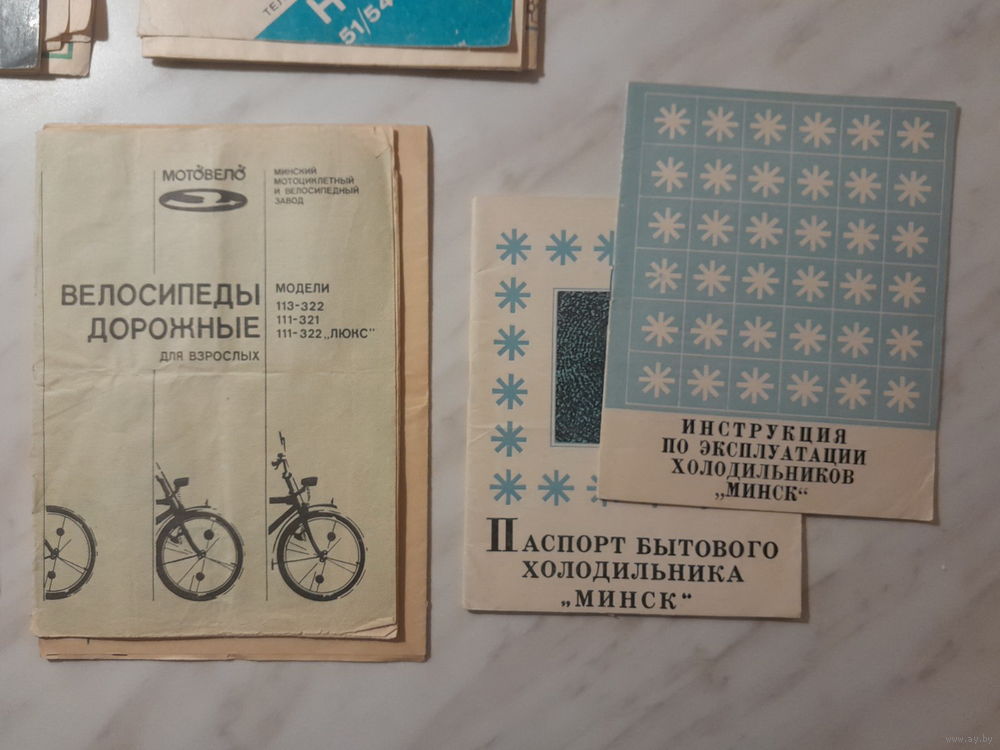 51/54
МОТОВЕЛО
МИНСКИЙ
МОТОЦИКЛЕТНЫЙ
И ВЕЛОСИПЕДНЫЙ
ЗАВОД
ВЕЛОСИПЕДЫ
ДОРОЖНЫЕ
ДЛЯ ВЗРОСЛЫХ
МОДЕЛИ
113-322
111-321
111-322„ЛЮКС"
ИНСТРУКЦИЯ
ПО ЭКСПЛУАТАЦИИ
ХОЛОДИЛЬНИКОВ
„МИНСК"
ПАСПОРТ БЫТОВОГО
ХОЛОДИЛЬНИКА
„МИНСК"
www.ay.by